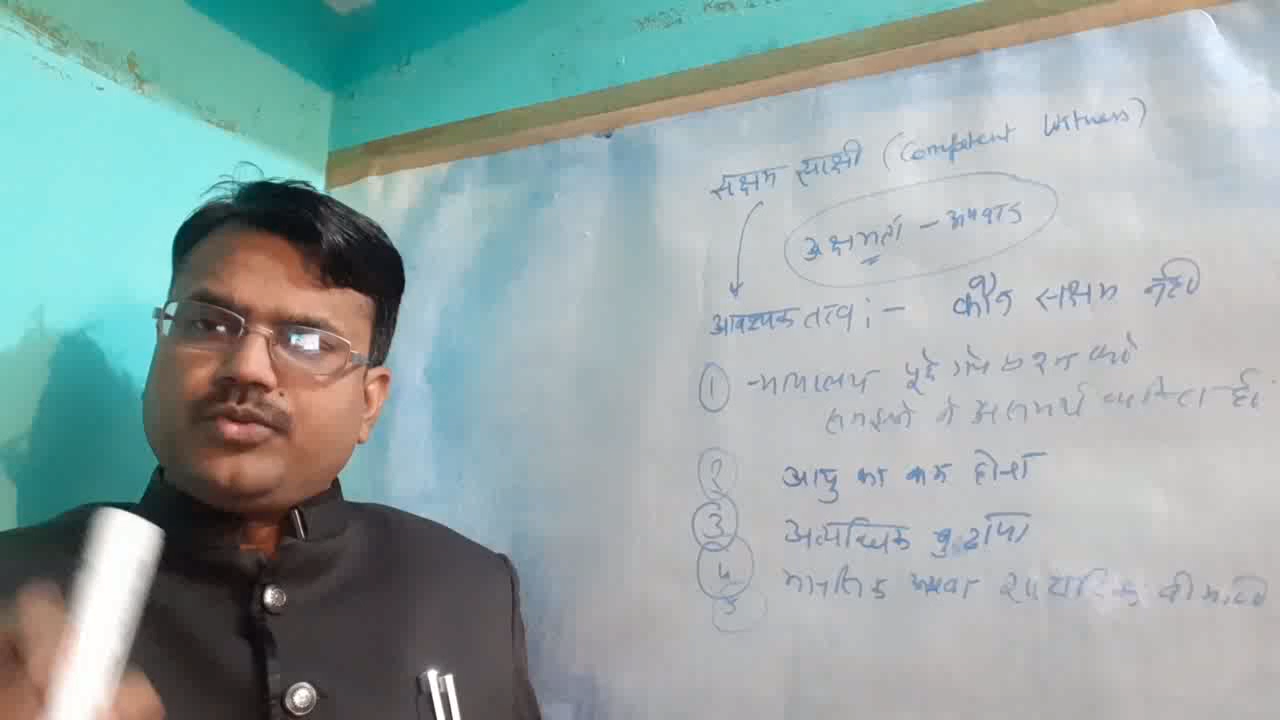 सक्षम साक्षी (Competent Witness)
अक्षमता - अपवाद
आवश्यक तत्व :- कौन सक्षम नही
① न्यायालय पूछे गये प्रश्न को
समझने में असमर्थ व्यक्ति
② आयु का कम होना
③ अत्यधिक बुढ़ापा
④ मानसिक अथवा शारीरिक बीमारी
5